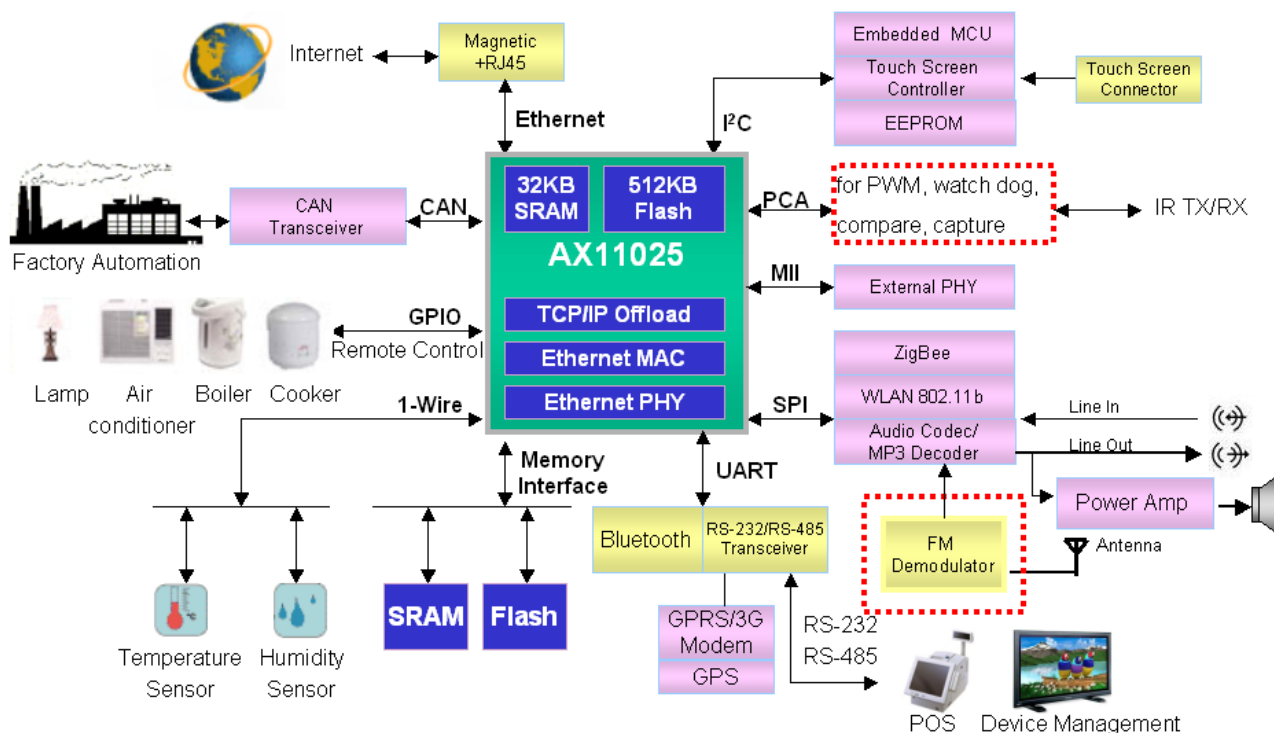 Internet
Magnetic
+RJ45
Ethernet
Embedded MCU
Touch Screen
Controller
EEPROM
Touch Screen
Connector
I²C
32KB
SRAM
512KB
Flash
AX11025
TCP/IP Offload
Ethernet MAC
Ethernet PHY
CAN
Transceiver
CAN
Factory Automation
PCA
for PWM, watch dog,
compare, capture
IR TX/RX
MII
External PHY
GPIO
Remote Control
Lamp
Air
conditioner
Boiler
Cooker
1-Wire
SPI
ZigBee
WLAN 802.11b
Audio Codec/
MP3 Decoder
Line In
Line Out
Power Amp
FM
Demodulator
Antenna
Memory
Interface
UART
Bluetooth
RS-232/RS-485
Transceiver
SRAM
Flash
Temperature
Sensor
Humidity
Sensor
GPRS/3G
Modem
GPS
RS-232
RS-485
POS
Device Management